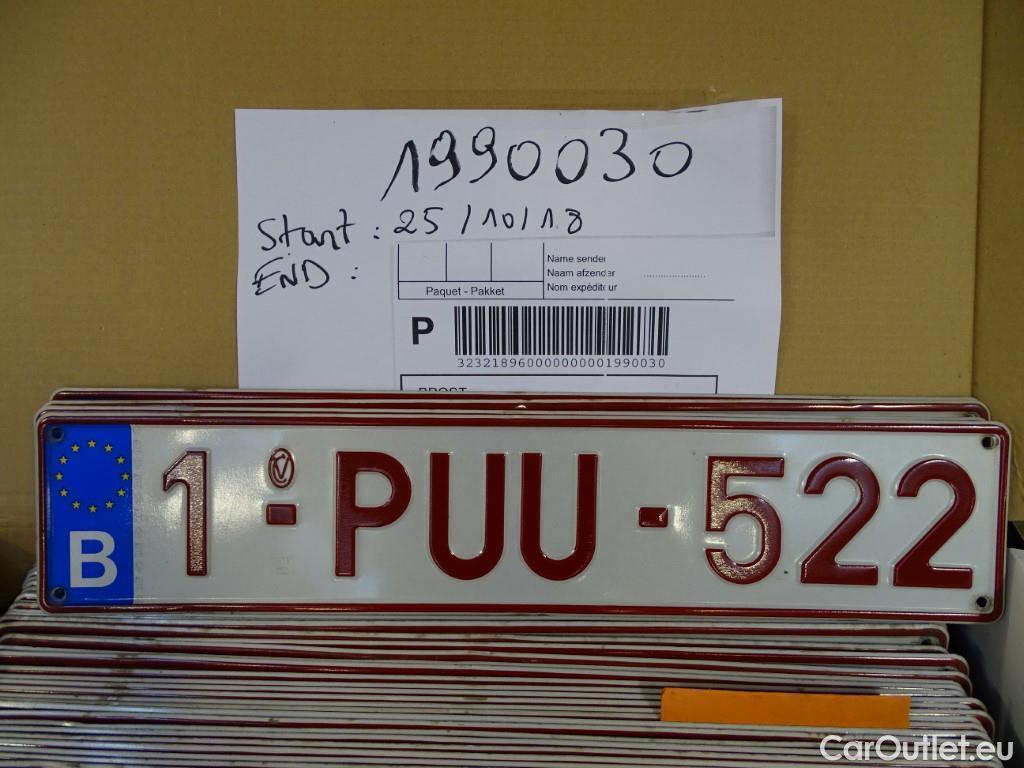 1990030
Start : 25/10/18
END :
Name sender
Naam afzender
Nom expéditeur
Paquet - Pakket
P
3232189600000000001990030
B 1-PUU-522
CarOutlet.eu